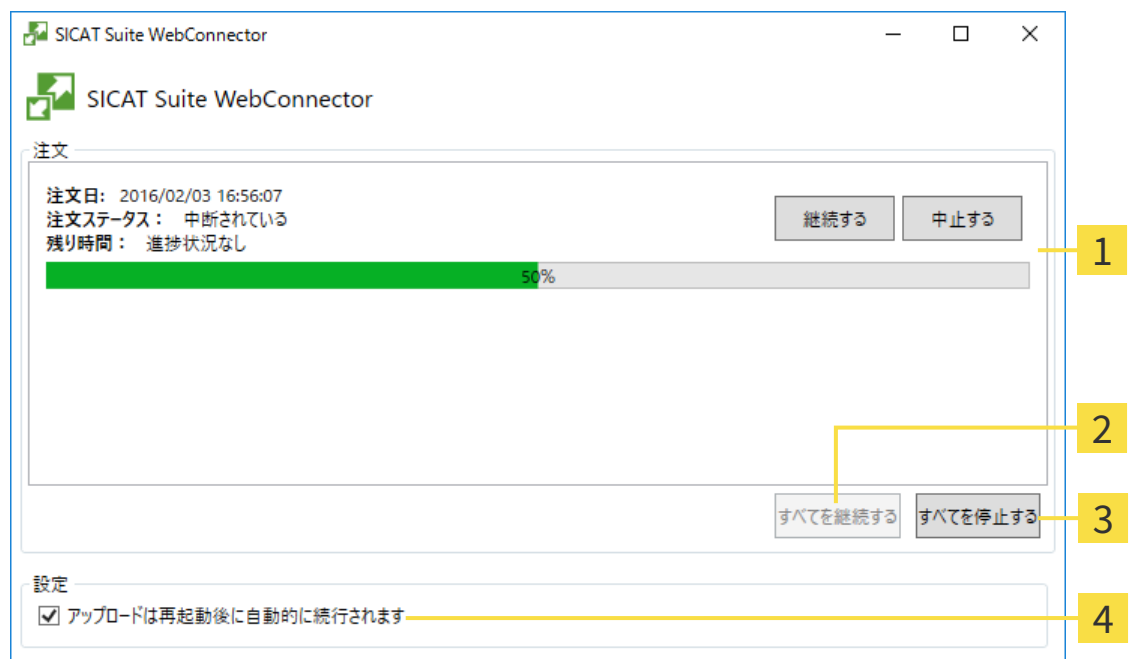 SICAT Suite WebConnector
SICAT Suite WebConnector
注文
注文日: 2016/02/03 16:56:07
注文ステータス： 中断されている
残り時間： 進捗状況なし
継続する 中止する
1
50%
2
すべてを継続する すべてを停止する 3
設定
アップロードは再起動後に自動的に続行されます 4